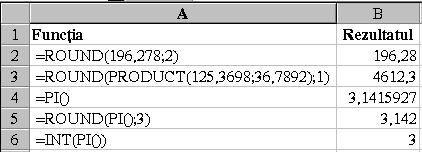 A B
1 Funcţia Rezultatul
2 =ROUND(196,278;2) 196,28
3 =ROUND(PRODUCT(125,3698;36,7892);1) 4612,3
4 =PI() 3,1415927
5 =ROUND(PI();3) 3,142
6 =INT(PI()) 3